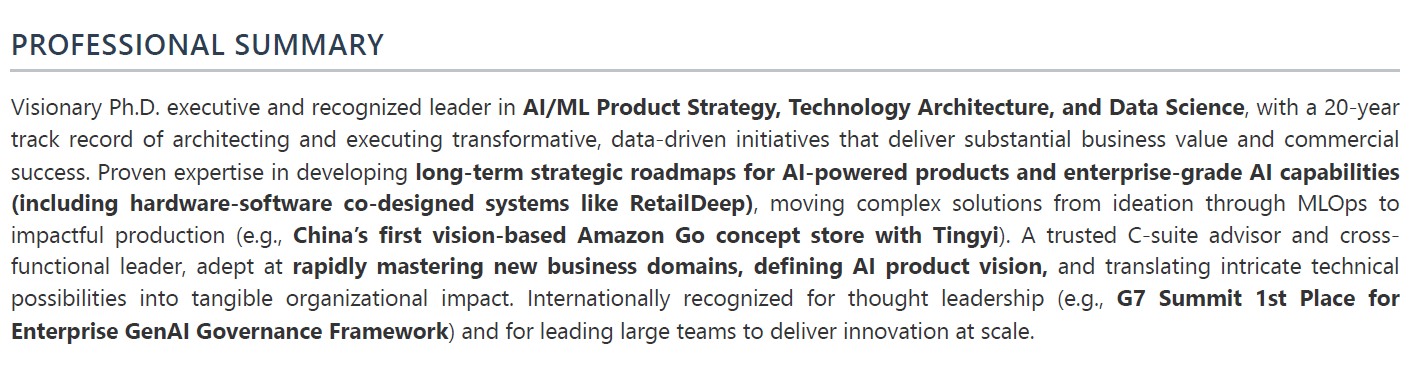 PROFESSIONAL SUMMARY
Visionary Ph.D. executive and recognized leader in AI/ML Product Strategy, Technology Architecture, and Data Science, with a 20-year
track record of architecting and executing transformative, data-driven initiatives that deliver substantial business value and commercial
success. Proven expertise in developing long-term strategic roadmaps for AI-powered products and enterprise-grade AI capabilities
(including hardware-software co-designed systems like RetailDeep), moving complex solutions from ideation through MLOps to
impactful production (e.g., China’s first vision-based Amazon Go concept store with Tingyi). A trusted C-suite advisor and cross-
functional leader, adept at rapidly mastering new business domains, defining AI product vision, and translating intricate technical
possibilities into tangible organizational impact. Internationally recognized for thought leadership (e.g., G7 Summit 1st Place for
Enterprise GenAI Governance Framework) and for leading large teams to deliver innovation at scale.